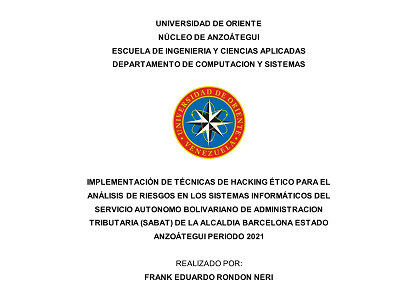 UNIVERSIDAD DE ORIENTE
NÚCLEO DE ANZOÁTEGUI
ESCUELA DE INGENIERIA Y CIENCIAS APLICADAS
DEPARTAMENTO DE COMPUTACION Y SISTEMAS
UNIVERSIDAD DE ORIENTE
VENEZUELA
IMPLEMENTACIÓN DE TÉCNICAS DE HACKING ÉTICO PARA EL
ANÁLISIS DE RIESGOS EN LOS SISTEMAS INFORMÁTICOS DEL
SERVICIO AUTONOMO BOLIVARIANO DE ADMINISTRACION
TRIBUTARIA (SABAT) DE LA ALCALDIA BARCELONA ESTADO
ANZOÁTEGUI PERIODO 2021
REALIZADO POR:
FRANK EDUARDO RONDON NERI